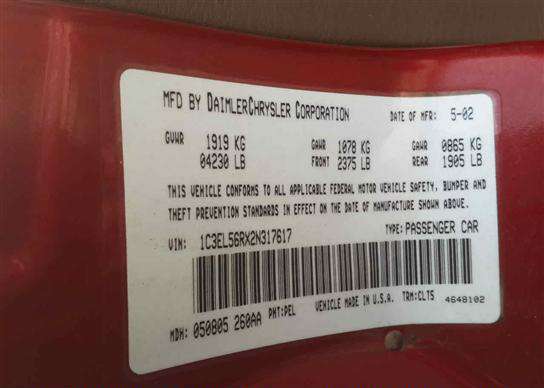 MFD BY DAIMLERCHRYSLER CORPORATION DATE OF MFR: 5-02
GVWR 1919 KG GAWR 1078 KG GAWR 0865 KG
04230 LB FRONT 2375 LB REAR 1905 LB
THIS VEHICLE CONFORMS TO ALL APPLICABLE FEDERAL MOTOR VEHICLE SAFETY, BUMPER AND
THEFT PREVENTION STANDARDS IN EFFECT ON THE DATE OF MANUFACTURE SHOWN ABOVE.
VIN: 1C3EL56RX2N317617 TYPE: PASSENGER CAR
MDH: 050805 260AA PNT:PEL VEHICLE MADE IN U.S.A. TRM:CLT5 4648102